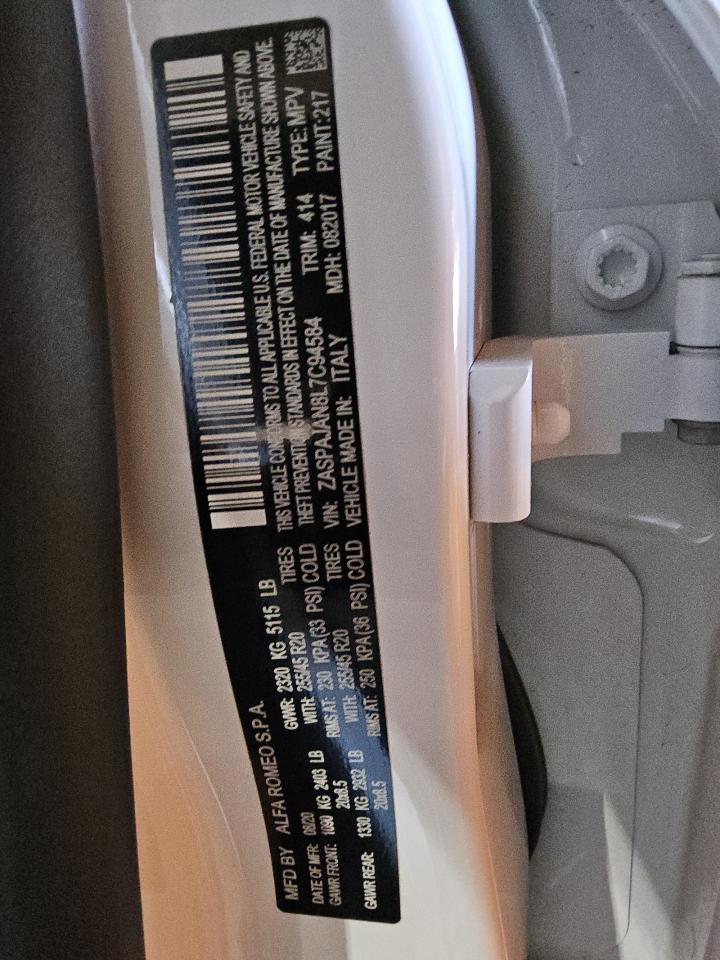 MFD BY ALFA ROMEO S.P.A.
DATE OF MFR: 08/20 GVWR: 2320 KG 5115 LB
GAWR FRONT: 1090 KG 2403 LB WITH: 255/45 R20 TIRES
20x8.5 RIMS AT: 230 KPA(33 PSI) COLD
GAWR REAR: 1330 KG 2932 LB WITH: 255/45 R20 TIRES
20x8.5 RIMS AT: 250 KPA(36 PSI) COLD
THIS VEHICLE CONFORMS TO ALL APPLICABLE U.S. FEDERAL MOTOR VEHICLE SAFETY AND
THEFT PREVENTION STANDARDS IN EFFECT ON THE DATE OF MANUFACTURE SHOWN ABOVE.
VIN: ZASPAJAN8L7C94584 TRIM: 414 TYPE: MPV
VEHICLE MADE IN: ITALY MDH: 082017 PAINT: 217